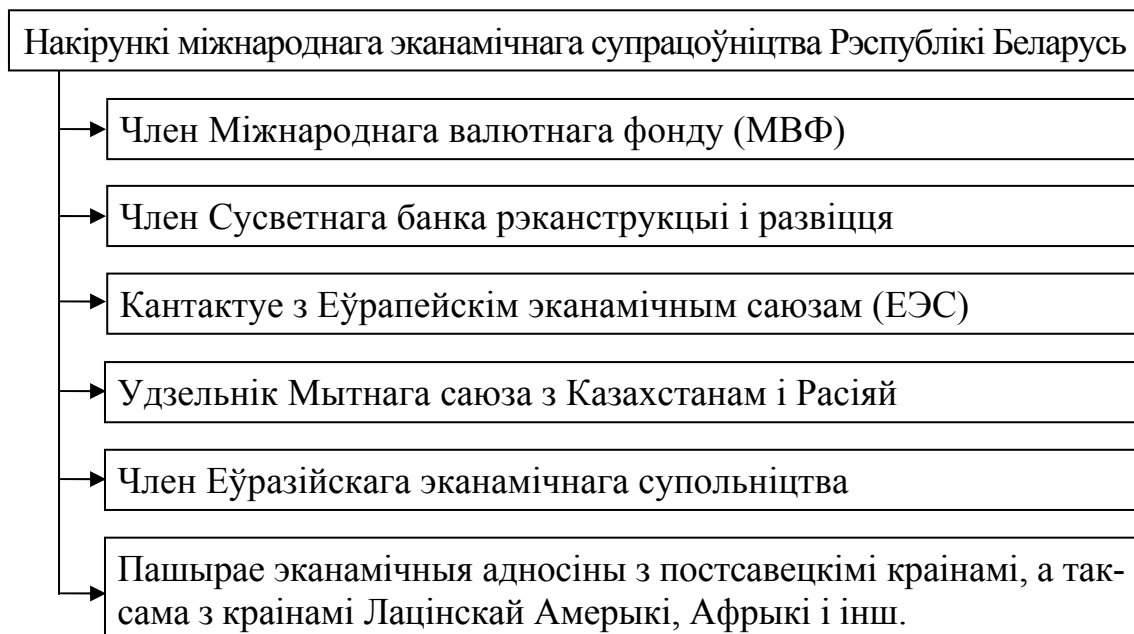 Накірункі міжнароднага эканамічнага супрацоўніцтва Рэспублікі Беларусь
Член Міжнароднага валютнага фонду (МВФ)
Член Сусветнага банка рэканструкцыі і развіцця
Кантактуе з Еўрапейскім эканамічным саюзам (ЕЭС)
Удзельнік Мытнага саюза з Казахстанам і Расіяй
Член Еўразійскага эканамічнага супольніцтва
Пашырае эканамічныя адносіны з постсавецкімі краінамі, а так-
сама з краінамі Лацінскай Амерыкі, Афрыкі і інш.